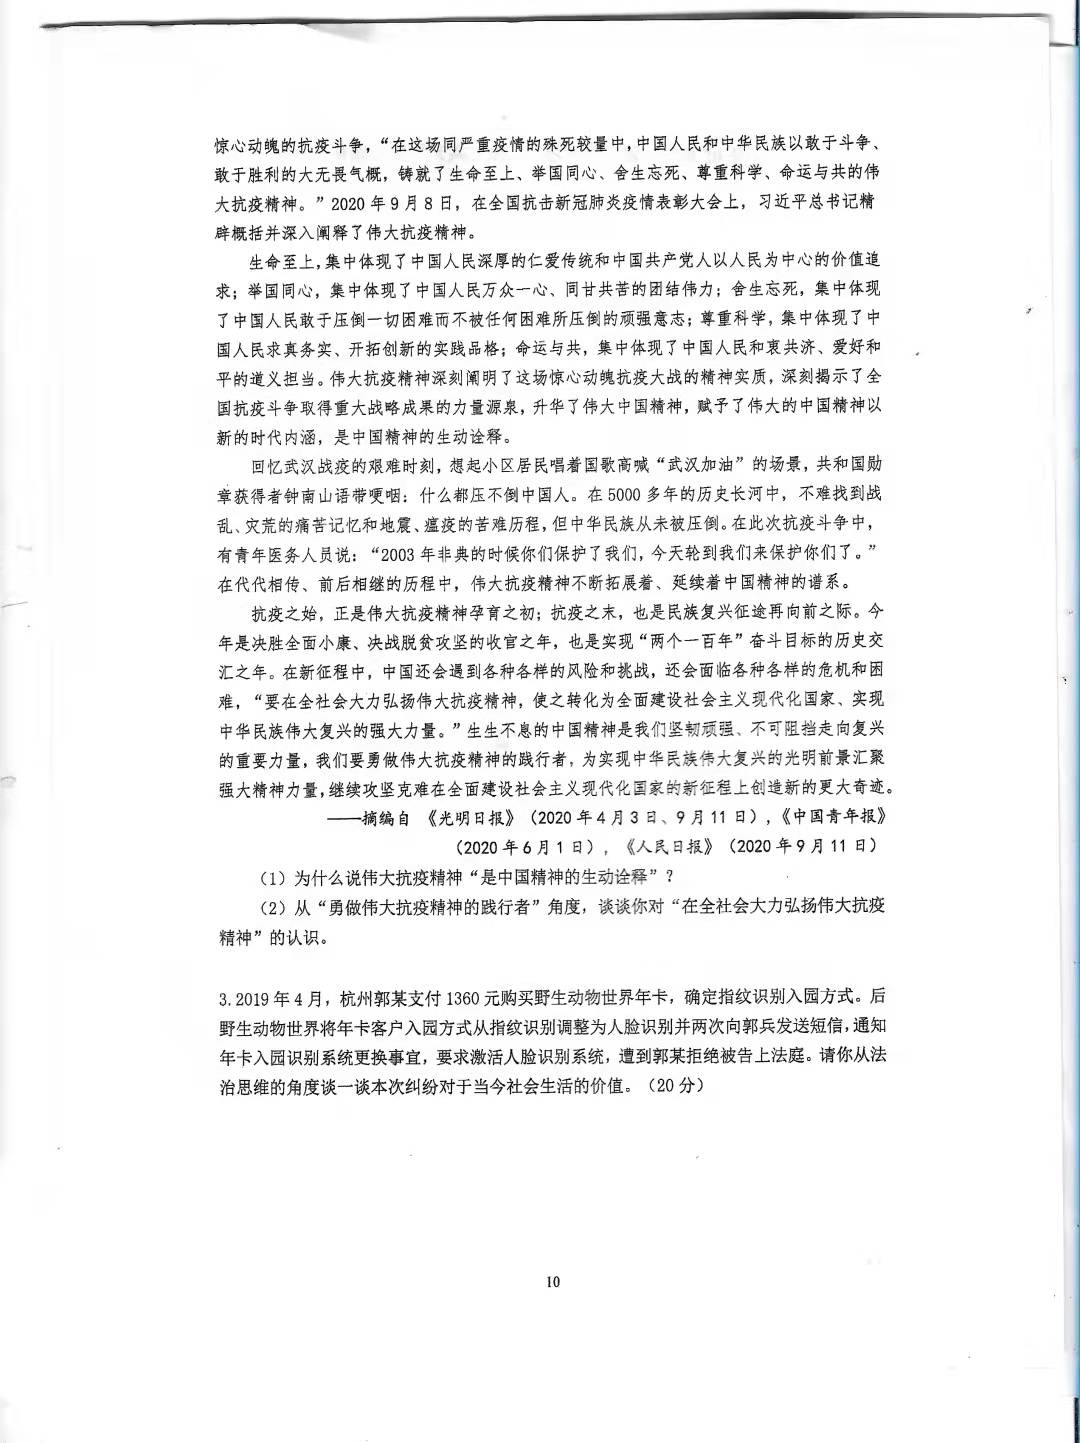 惊心动魄的抗疫斗争，“在这场同严重疫情的殊死较量中，中国人民和中华民族以敢于斗争、
敢于胜利的大无畏气概，铸就了生命至上、举国同心、舍生忘死、尊重科学、命运与共的伟
大抗疫精神。”2020 年 9 月 8 日，在全国抗击新冠肺炎疫情表彰大会上，习近平总书记精
辟概括并深入阐释了伟大抗疫精神。
生命至上，集中体现了中国人民深厚的仁爱传统和中国共产党人以人民为中心的价值追
求；举国同心，集中体现了中国人民万众一心、同甘共苦的团结伟力；舍生忘死，集中体现
了中国人民敢于压倒一切困难而不被任何困难所压倒的顽强意志；尊重科学，集中体现了中
国人民求真务实、开拓创新的实践品格；命运与共，集中体现了中国人民和衷共济、爱好和
平的道义担当。伟大抗疫精神深刻阐明了这场惊心动魄抗疫大战的精神实质，深刻揭示了全
国抗疫斗争取得重大战略成果的力量源泉，升华了伟大中国精神，赋予了伟大的中国精神以
新的时代内涵，是中国精神的生动诠释。
回忆武汉战疫的艰难时刻，想起小区居民唱着国歌高喊“武汉加油”的场景，共和国勋
章获得者钟南山语带哽咽：什么都压不倒中国人。在 5000 多年的历史长河中，不难找到战
乱、灾荒的痛苦记忆和地震、瘟疫的苦难历程，但中华民族从未被压倒。在此次抗疫斗争中，
有青年医务人员说：“2003 年非典的时候你们保护了我们，今天轮到我们来保护你们了。”
在代代相传、前后相继的历程中，伟大抗疫精神不断拓展着、延续着中国精神的谱系。
抗疫之始，正是伟大抗疫精神孕育之初；抗疫之末，也是民族复兴征途再向前之际。今
年是决胜全面小康、决战脱贫攻坚的收官之年，也是实现“两个一百年”奋斗目标的历史交
汇之年。在新征程中，中国还会遇到各种各样的风险和挑战，还会面临各种各样的危机和困
难，“要在全社会大力弘扬伟大抗疫精神，使之转化为全面建设社会主义现代化国家、实现
中华民族伟大复兴的强大力量。”生生不息的中国精神是我们坚韧顽强、不可阻挡走向复兴
的重要力量，我们要勇做伟大抗疫精神的践行者，为实现中华民族伟大复兴的光明前景汇聚
强大精神力量，继续攻坚克难在全面建设社会主义现代化国家的新征程上创造新的更大奇迹。
——摘编自 《光明日报》（2020 年 4 月 3 日、9 月 11 日），《中国青年报》
（2020 年 6 月 1 日），《人民日报》（2020 年 9 月 11 日）
（1）为什么说伟大抗疫精神“是中国精神的生动诠释”？
（2）从“勇做伟大抗疫精神的践行者”角度，谈谈你对“在全社会大力弘扬伟大抗疫
精神”的认识。
3. 2019 年 4 月，杭州郭某支付 1360 元购买野生动物世界年卡，确定指纹识别入园方式。后
野生动物世界将年卡客户入园方式从指纹识别调整为人脸识别并两次向郭兵发送短信，通知
年卡入园识别系统更换事宜，要求激活人脸识别系统，遭到郭某拒绝被告上法庭。请你从法
治思维的角度谈一谈本次纠纷对于当今社会生活的价值。（20 分）
10